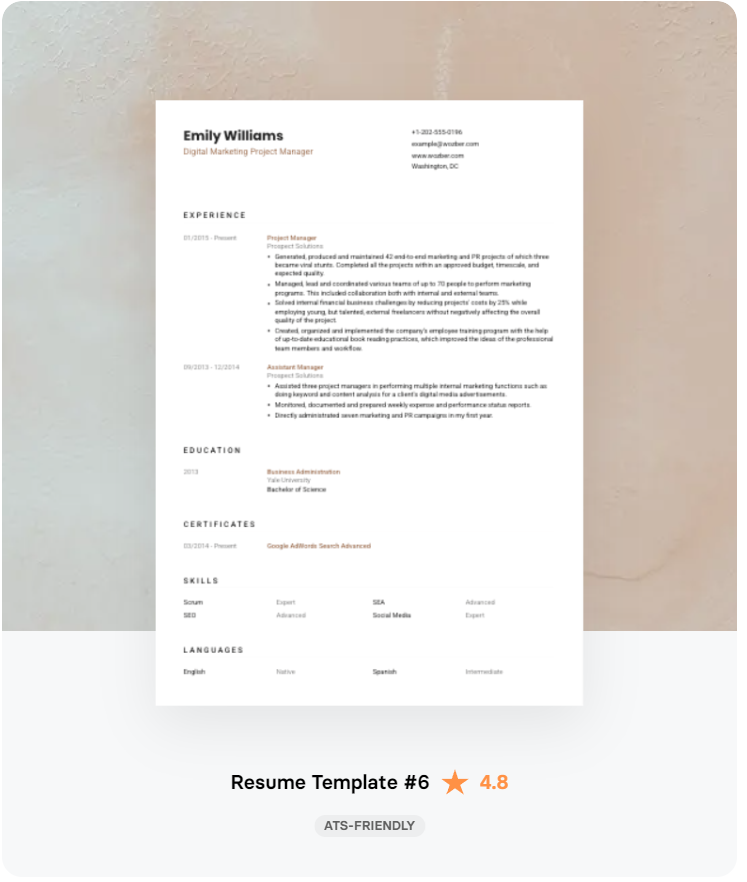 Emily Williams
Digital Marketing Project Manager
+1-202-555-0196
example@wozber.com
www.wozber.com
Washington, DC
EXPERIENCE
01/2015 - Present
Project Manager
Prospect Solutions
• Generated, produced and maintained 42 end-to-end marketing and PR projects of which three
became viral stunts. Completed all the projects within an approved budget, timescale, and
expected quality.
• Managed, lead and coordinated various teams of up to 70 people to perform marketing
programs. This included collaboration both with internal and external teams.
• Solved internal financial business challenges by reducing projects' costs by 25% while
employing young, but talented, external freelancers without negatively affecting the overall
quality of the project.
• Created, organized and implemented the company's employee training program with the help
of up-to-date educational book reading practices, which improved the ideas of the professional
team members and workflow.
09/2013 - 12/2014
Assistant Manager
Prospect Solutions
• Assisted three project managers in performing multiple internal marketing functions such as
doing keyword and content analysis for a client's digital media advertisements.
• Monitored, documented and prepared weekly expense and performance status reports.
• Directly administrated seven marketing and PR campaigns in my first year.
EDUCATION
2013
Business Administration
Yale University
Bachelor of Science
CERTIFICATES
03/2014 - Present
Google AdWords Search Advanced
SKILLS
Scrum Expert SEA Advanced
SEO Advanced Social Media Expert
LANGUAGES
English Native Spanish Intermediate
Resume Template #6 ★ 4.8
ATS-FRIENDLY